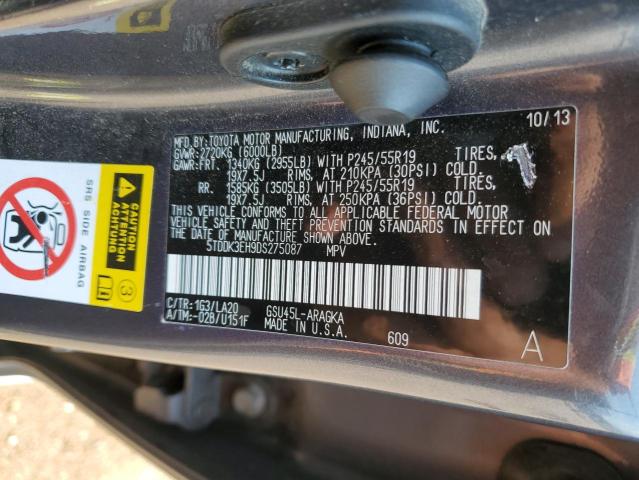 10/13
MFD. BY: TOYOTA MOTOR MANUFACTURING, INDIANA, INC.
GVWR: 2720KG (6000LB)
GAWR: FRT. 1340KG (2955LB) WITH P245/55R19 TIRES,
19X7.5J RIMS, AT 210KPA (30PSI) COLD.
RR. 1585KG (3505LB) WITH P245/55R19 TIRES,
19X7.5J RIMS, AT 250KPA (36PSI) COLD.
THIS VEHICLE CONFORMS TO ALL APPLICABLE FEDERAL MOTOR
VEHICLE SAFETY AND THEFT PREVENTION STANDARDS IN EFFECT ON
THE DATE OF MANUFACTURE SHOWN ABOVE.
5TDDK3EH9DS275087 MPV
C/TR: 1G3/LA20 GSU45L-ARAGKA
A/TM:-02B/U151F MADE IN U.S.A.
609
A
ACTUNG
ATTENTION
CAUTION
SRS SIDE AIRBAG
3